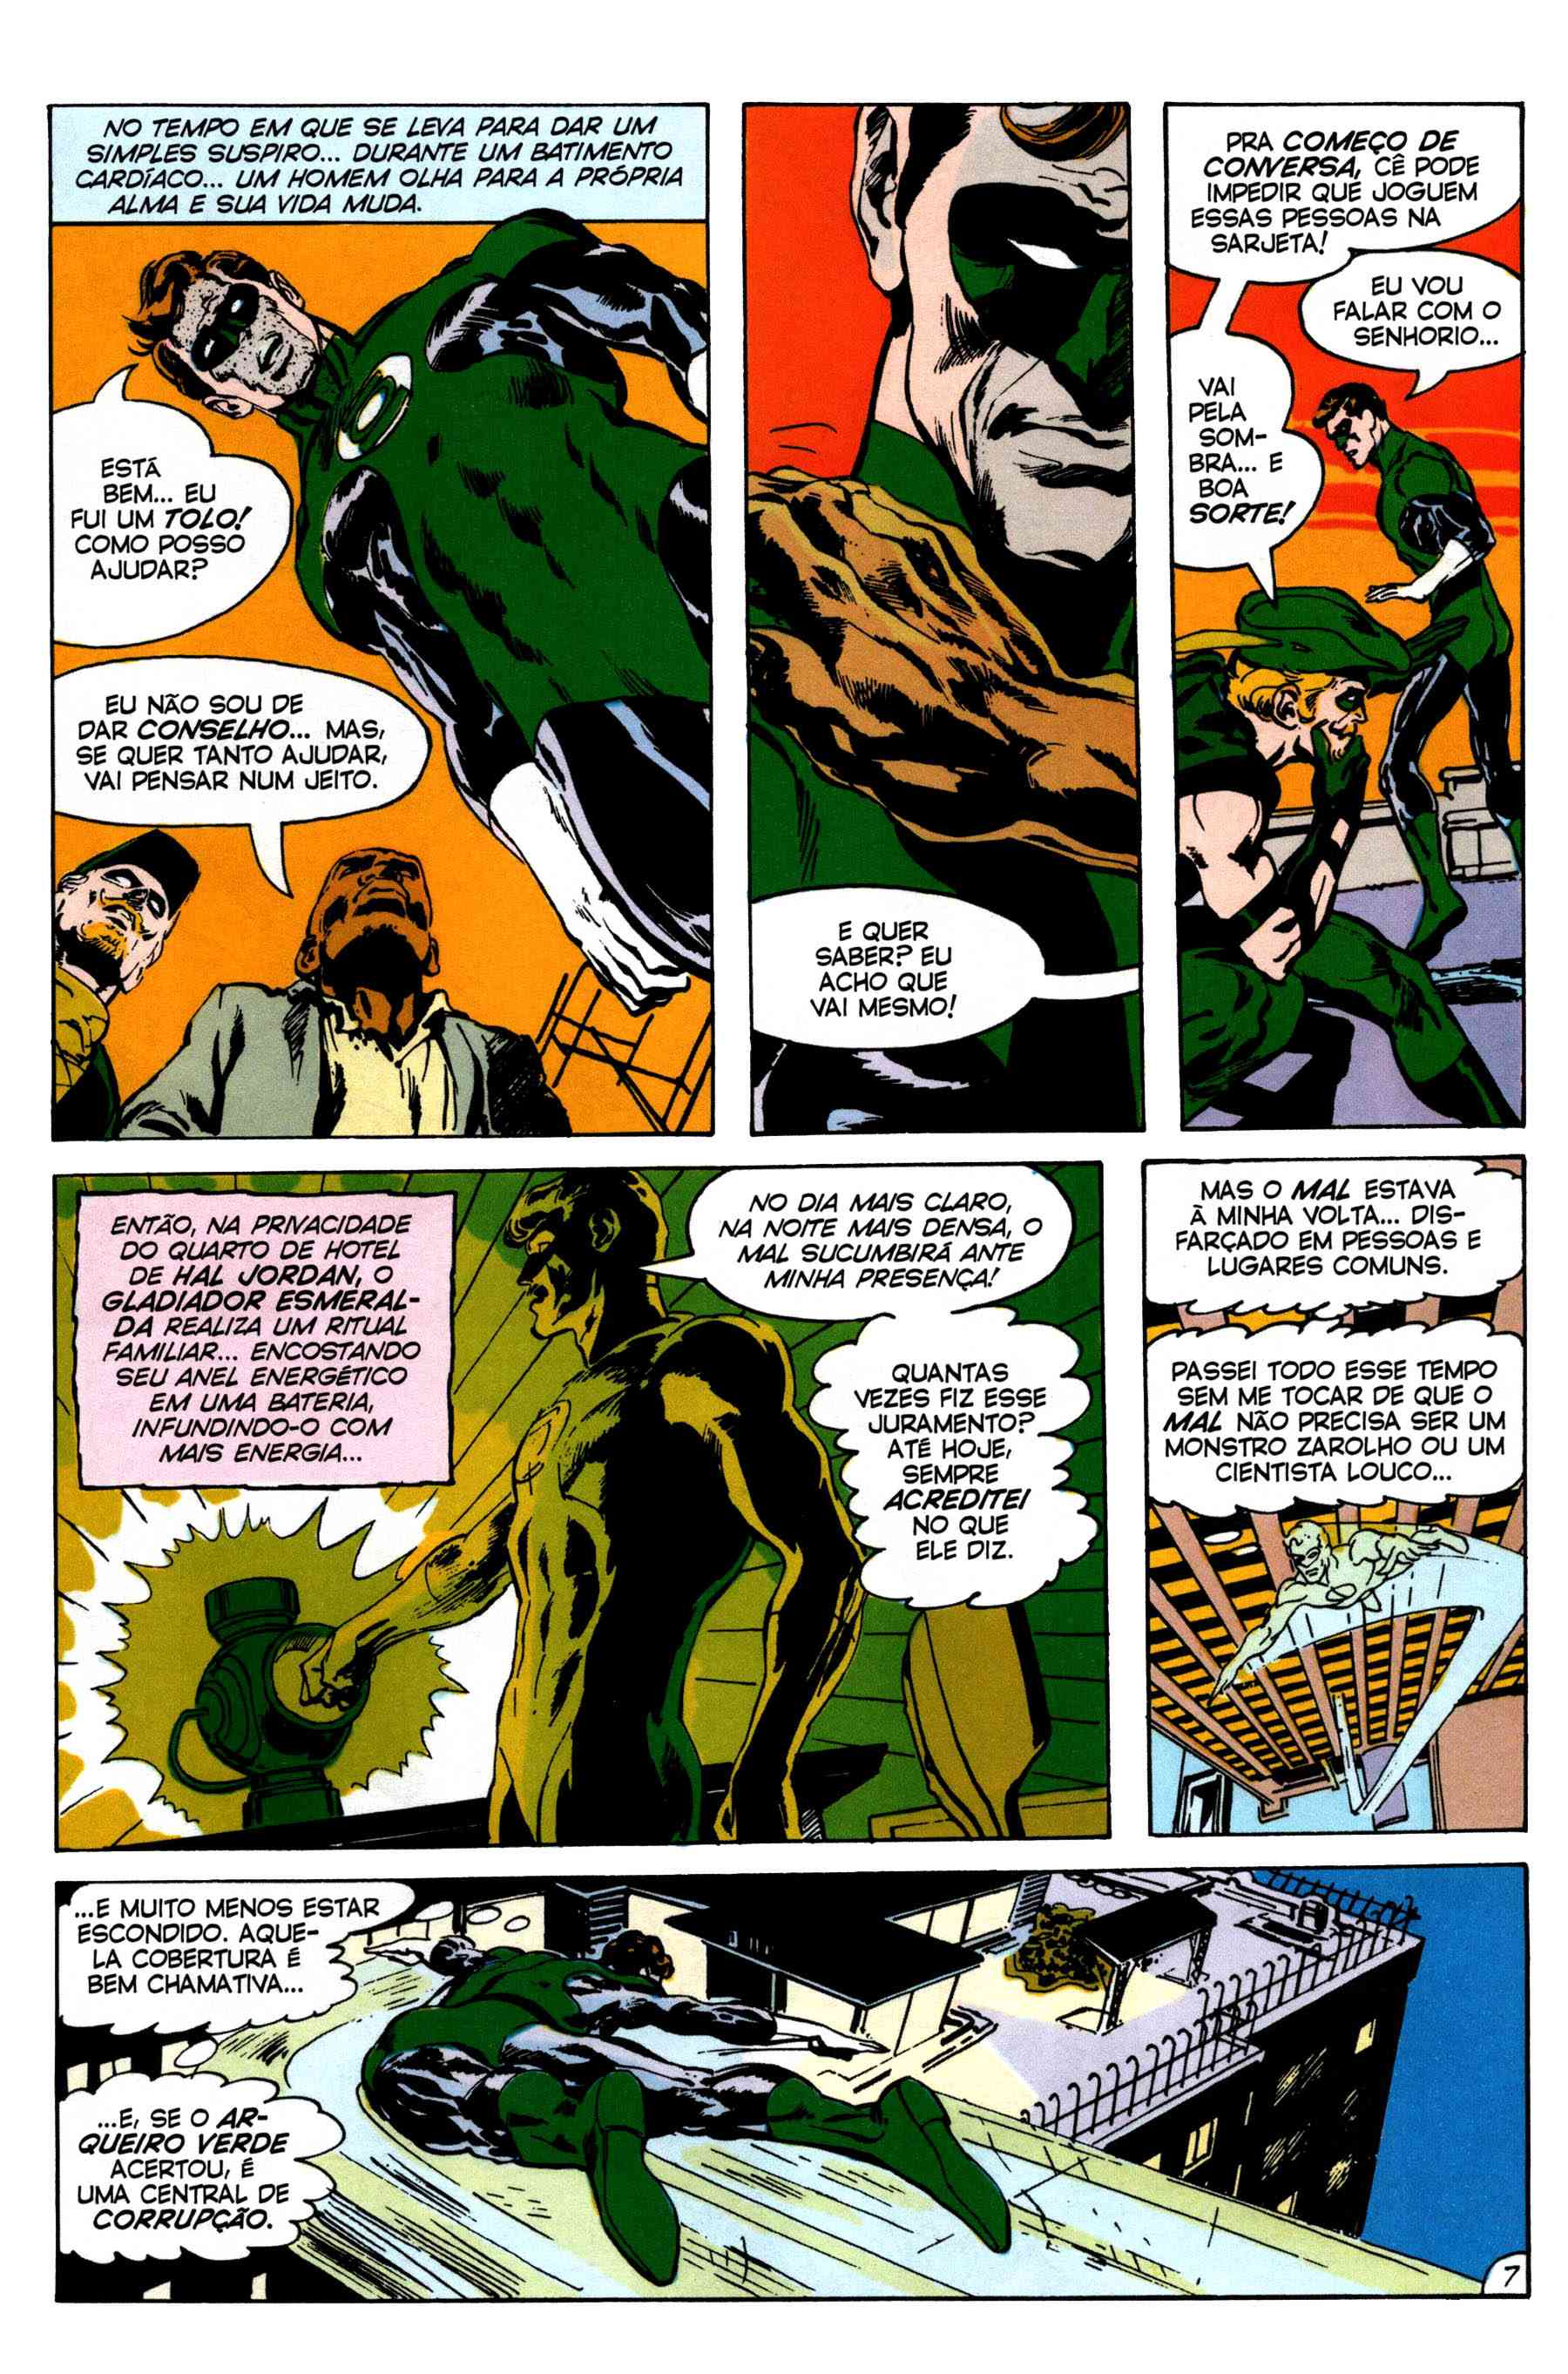 NO TEMPO EM QUE SE LEVA PARA DAR UM
SIMPLES SUSPIRO... DURANTE UM BATIMENTO
CARDÍACO... UM HOMEM OLHA PARA A PRÓPRIA
ALMA E SUA VIDA MUDA.
ESTÁ
BEM... EU
FUI UM TOLO!
COMO POSSO
AJUDAR?
EU NÃO SOU DE
DAR CONSELHO... MAS,
SE QUER TANTO AJUDAR,
VAI PENSAR NUM JEITO.
E QUER
SABER? EU
ACHO QUE
VAI MESMO!
PRA COMEÇO DE
CONVERSA, CÊ PODE
IMPEDIR QUE JOGUEM
ESSAS PESSOAS NA
SARJETA!
EU VOU
FALAR COM O
SENHORIO...
VAI
PELA
SOM-
BRA... E
BOA
SORTE!
ENTÃO, NA PRIVACIDADE
DO QUARTO DE HOTEL
DE HAL JORDAN, O
GLADIADOR ESMERAL-
DA REALIZA UM RITUAL
FAMILIAR... ENCOSTANDO
SEU ANEL ENERGÉTICO
EM UMA BATERIA,
INFUNDINDO-O COM
MAIS ENERGIA...
NO DIA MAIS CLARO,
NA NOITE MAIS DENSA, O
MAL SUCUMBIRÁ ANTE
MINHA PRESENÇA!
QUANTAS
VEZES FIZ ESSE
JURAMENTO?
ATÉ HOJE,
SEMPRE
ACREDITEI
NO QUE
ELE DIZ.
MAS O MAL ESTAVA
À MINHA VOLTA... DIS-
FARÇADO EM PESSOAS E
LUGARES COMUNS.
PASSEI TODO ESSE TEMPO
SEM ME TOCAR DE QUE O
MAL NÃO PRECISA SER UM
MONSTRO ZAROLHO OU UM
CIENTISTA LOUCO...
...E MUITO MENOS ESTAR
ESCONDIDO. AQUE-
LA COBERTURA É
BEM CHAMATIVA...
...E, SE O AR-
QUEIRO VERDE
ACERTOU, É
UMA CENTRAL DE
CORRUPÇÃO.
7